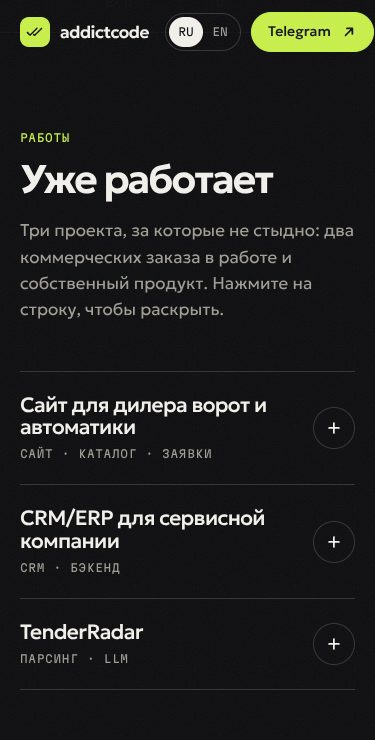 addictcode
RU
EN
Telegram
РАБОТЫ
Уже работает
Три проекта, за которые не стыдно: два
коммерческих заказа в работе и
собственный продукт. Нажмите на
строку, чтобы раскрыть.
Сайт для дилера ворот и
автоматики
САЙТ · КАТАЛОГ · ЗАЯВКИ
CRM/ERP для сервисной
компании
CRM · БЭКЕНД
TenderRadar
ПАРСИНГ · LLM